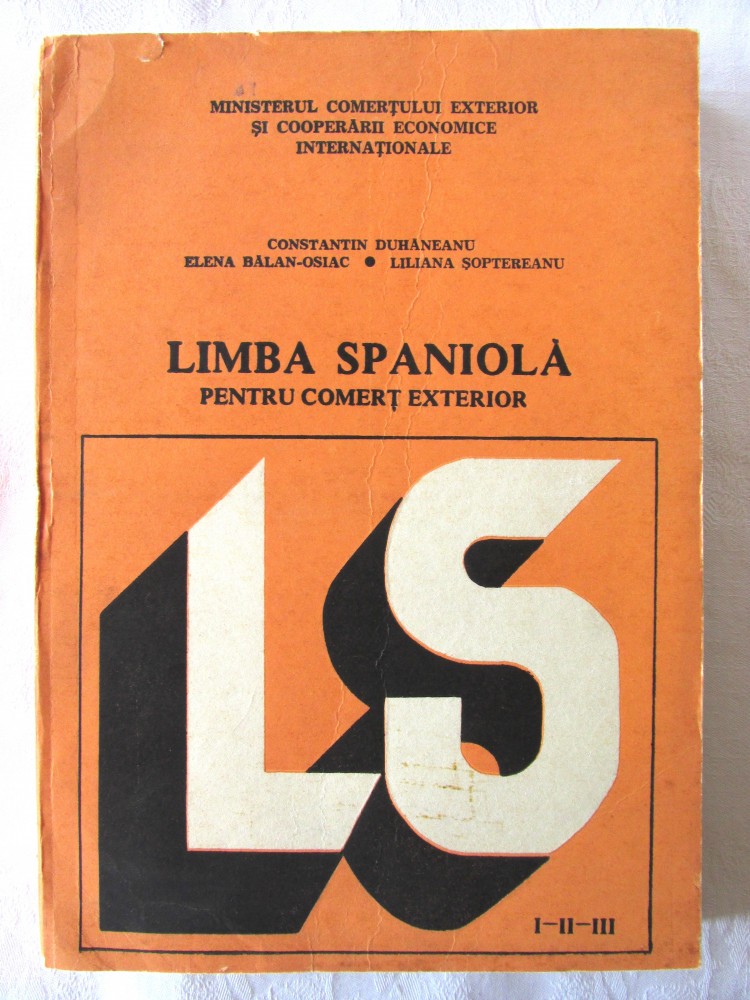 MINISTERUL COMERȚULUI EXTERIOR
ȘI COOPERĂRII ECONOMICE
INTERNAȚIONALE
CONSTANTIN DUHĂNEANU
ELENA BĂLAN-OSIAC ● LILIANA ȘOPTEREANU
LIMBA SPANIOLĂ
PENTRU COMERȚ EXTERIOR
LS
I-II-III